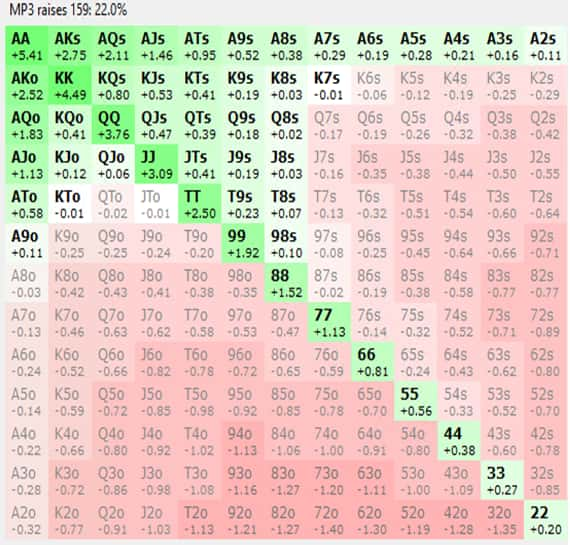 MP3 raises 159: 22.0%
AA AKs AQs AJs ATs A9s A8s A7s A6s A5s A4s A3s A2s
+5.41 +2.75 +2.11 +1.46 +0.95 +0.52 +0.38 +0.29 +0.19 +0.28 +0.21 +0.16 +0.11
AKo KK KQs KJs KTs K9s K8s K7s K6s K5s K4s K3s K2s
+2.52 +4.49 +0.80 +0.53 +0.41 +0.19 +0.03 -0.01 -0.06 -0.12 -0.19 -0.25 -0.29
AQo KQo QQ QJs QTs Q9s Q8s Q7s Q6s Q5s Q4s Q3s Q2s
+1.83 +0.41 +3.76 +0.47 +0.39 +0.18 +0.02 -0.17 -0.19 -0.26 -0.32 -0.38 -0.42
AJo KJo QJo JJ JTs J9s J8s J7s J6s J5s J4s J3s J2s
+1.13 +0.12 +0.06 +3.09 +0.41 +0.19 +0.03 -0.16 -0.35 -0.38 -0.44 -0.50 -0.55
ATo KTo QTo JTo TT T9s T8s T7s T6s T5s T4s T3s T2s
+0.58 -0.01 -0.02 -0.01 +2.50 +0.23 +0.07 -0.13 -0.32 -0.51 -0.54 -0.60 -0.64
A9o K9o Q9o J9o T9o 99 98s 97s 96s 95s 94s 93s 92s
+0.11 -0.25 -0.25 -0.24 -0.20 +1.92 +0.10 -0.08 -0.25 -0.45 -0.64 -0.66 -0.71
A8o K8o Q8o J8o T8o 98o 88 87s 86s 85s 84s 83s 82s
-0.03 -0.42 -0.43 -0.41 -0.38 -0.35 +1.52 -0.02 -0.19 -0.38 -0.58 -0.77 -0.77
A7o K7o Q7o J7o T7o 97o 87o 77 76s 75s 74s 73s 72s
-0.13 -0.46 -0.63 -0.62 -0.58 -0.53 -0.47 +1.13 -0.14 -0.32 -0.52 -0.71 -0.89
A6o K6o Q6o J6o T6o 96o 86o 76o 66 65s 64s 63s 62s
-0.24 -0.52 -0.66 -0.82 -0.78 -0.72 -0.65 -0.59 +0.81 -0.24 -0.43 -0.62 -0.80
A5o K5o Q5o J5o T5o 95o 85o 75o 65o 55 54s 53s 52s
-0.14 -0.59 -0.72 -0.85 -0.98 -0.92 -0.85 -0.78 -0.70 +0.56 -0.33 -0.52 -0.70
A4o K4o Q4o J4o T4o 94o 84o 74o 64o 54o 44 43s 42s
-0.22 -0.66 -0.80 -0.92 -1.02 -1.13 -1.06 -1.00 -0.91 -0.80 +0.38 -0.60 -0.78
A3o K3o Q3o J3o T3o 93o 83o 73o 63o 53o 43o 33 32s
-0.28 -0.72 -0.86 -0.98 -1.08 -1.16 -1.27 -1.20 -1.11 -1.00 -1.09 +0.27 -0.85
A2o K2o Q2o J2o T2o 92o 82o 72o 62o 52o 42o 32o 22
-0.32 -0.77 -0.91 -1.03 -1.13 -1.21 -1.27 -1.40 -1.30 -1.19 -1.28 -1.35 +0.20